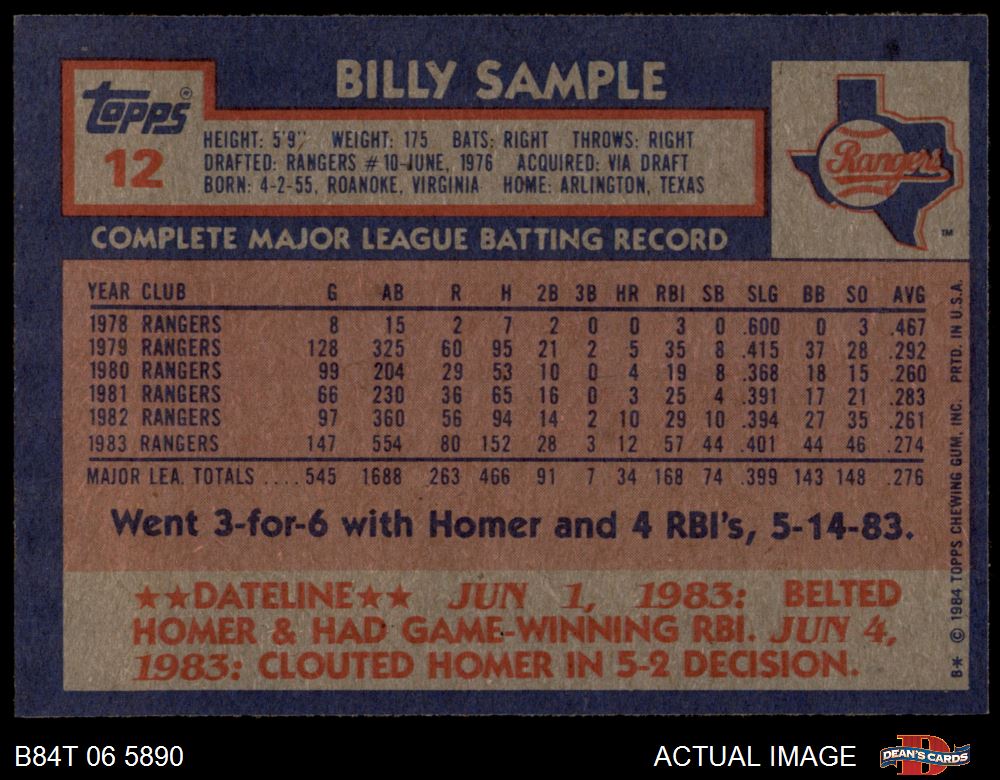 BILLY SAMPLE
Topps®
12
HEIGHT: 5'9" WEIGHT: 175 BATS: RIGHT THROWS: RIGHT
DRAFTED: RANGERS #10-JUNE, 1976 ACQUIRED: VIA DRAFT
BORN: 4-2-55, ROANOKE, VIRGINIA HOME: ARLINGTON, TEXAS
Rangers
TM
COMPLETE MAJOR LEAGUE BATTING RECORD
YEAR CLUB G AB R H 2B 3B HR RBI SB SLG BB SO AVG
1978 RANGERS 8 15 2 7 2 0 0 3 0 .600 0 3 .467
1979 RANGERS 128 325 60 95 21 2 5 35 8 .415 37 28 .292
1980 RANGERS 99 204 29 53 10 0 4 19 8 .368 18 15 .260
1981 RANGERS 66 230 36 65 16 0 3 25 4 .391 17 21 .283
1982 RANGERS 97 360 56 94 14 2 10 29 10 .394 27 35 .261
1983 RANGERS 147 554 80 152 28 3 12 57 44 .401 44 46 .274
MAJOR LEA. TOTALS .... 545 1688 263 466 91 7 34 168 74 .399 143 148 .276
Went 3-for-6 with Homer and 4 RBI's, 5-14-83.
★★DATELINE★★ JUN 1, 1983: BELTED
HOMER & HAD GAME-WINNING RBI. JUN 4,
1983: CLOUTED HOMER IN 5-2 DECISION.
B* © 1984 TOPPS CHEWING GUM, INC. PRTD. IN U.S.A.
B84T 06 5890
ACTUAL IMAGE
D
DEAN'S CARDS